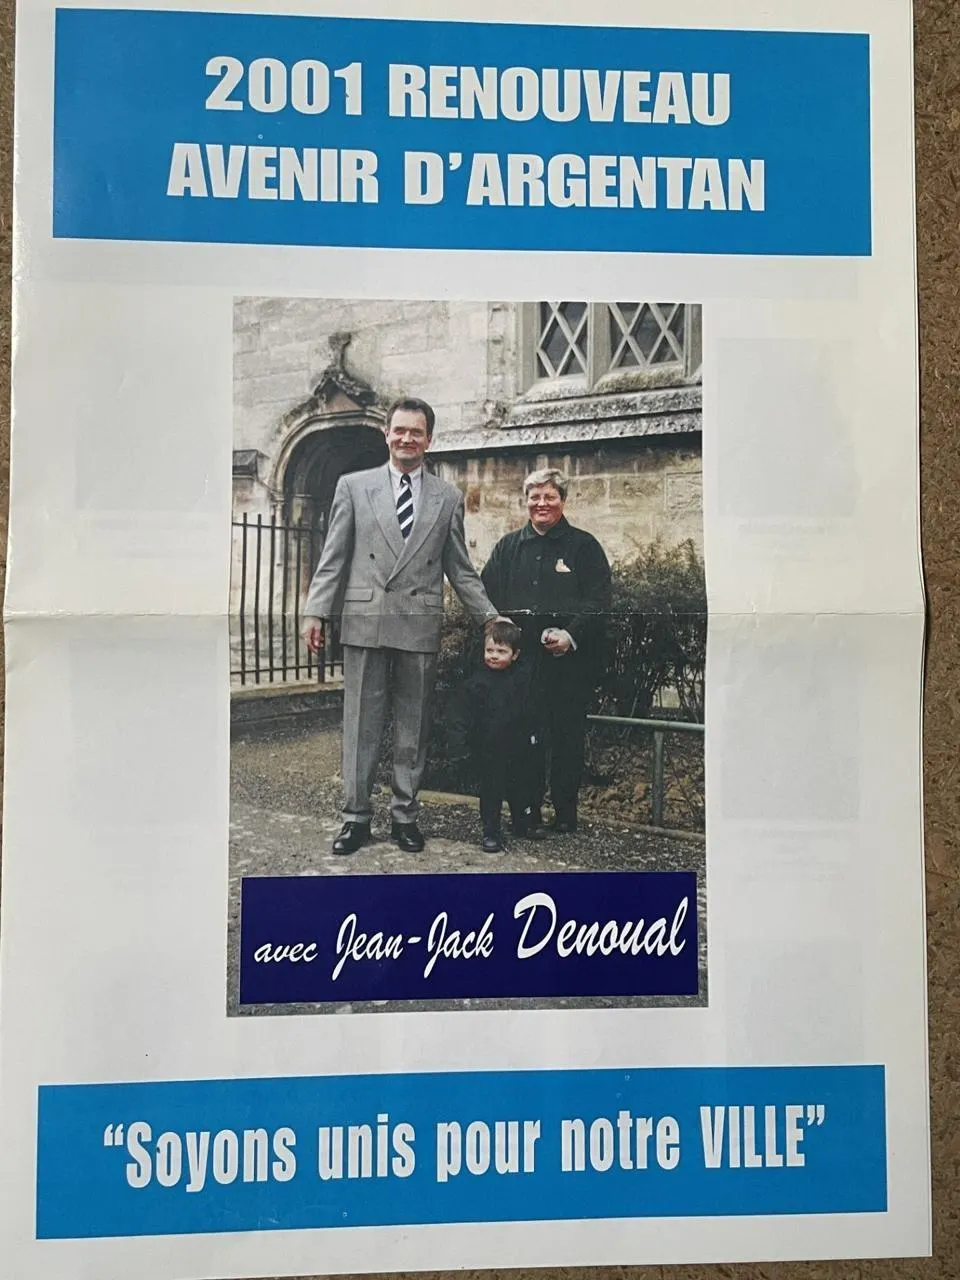 2001 RENOUVEAU
AVENIR D'ARGENTAN
avec Jean-Jack Denoual
“Soyons unis pour notre VILLE”